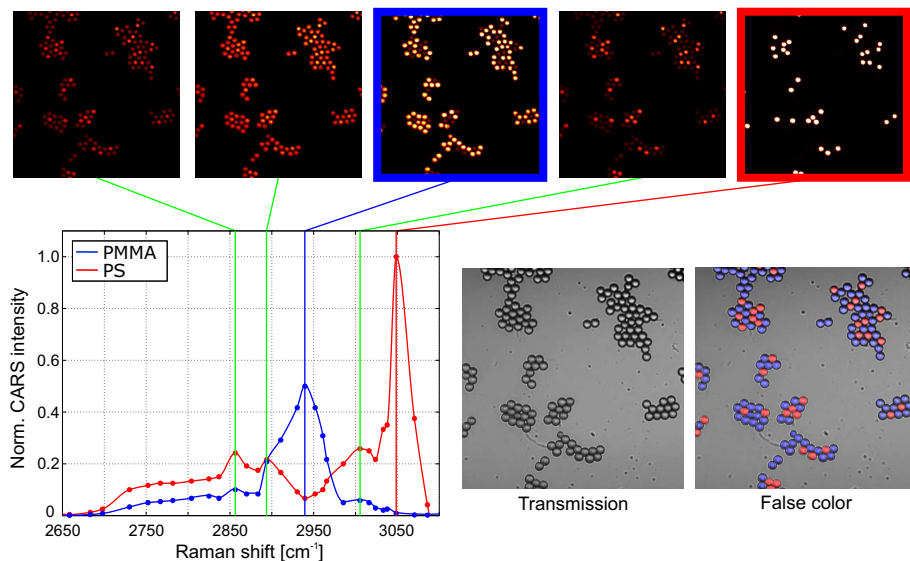 PMMA
PS
Norm. CARS intensity
1.0
0.8
0.6
0.4
0.2
0
2650
2750
2850
2950
3050
Raman shift [cm⁻¹]
Transmission
False color